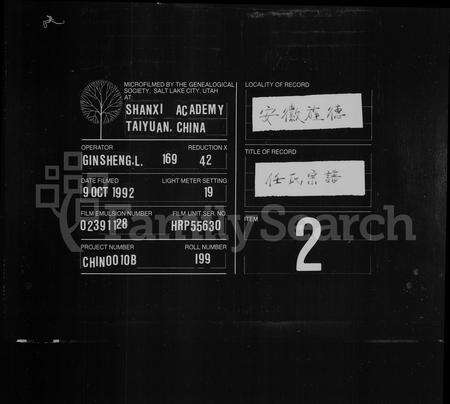 MICROFILMED BY THE GENEALOGICAL
SOCIETY, SALT LAKE CITY, UTAH
AT:
SHANXI ACADEMY
TAIYUAN, CHINA
OPERATOR
REDUCTION X
GINSHENG.L. 169 42
DATE FILMED
LIGHT METER SETTING
9 OCT 1992 19
FILM EMULSION NUMBER
FILM UNIT SER. NO.
02391128 HRP55630
PROJECT NUMBER
ROLL NUMBER
CHIN0010B 199
LOCALITY OF RECORD
安徽旌德
TITLE OF RECORD
任氏宗譜
ITEM
2
FamilySearch